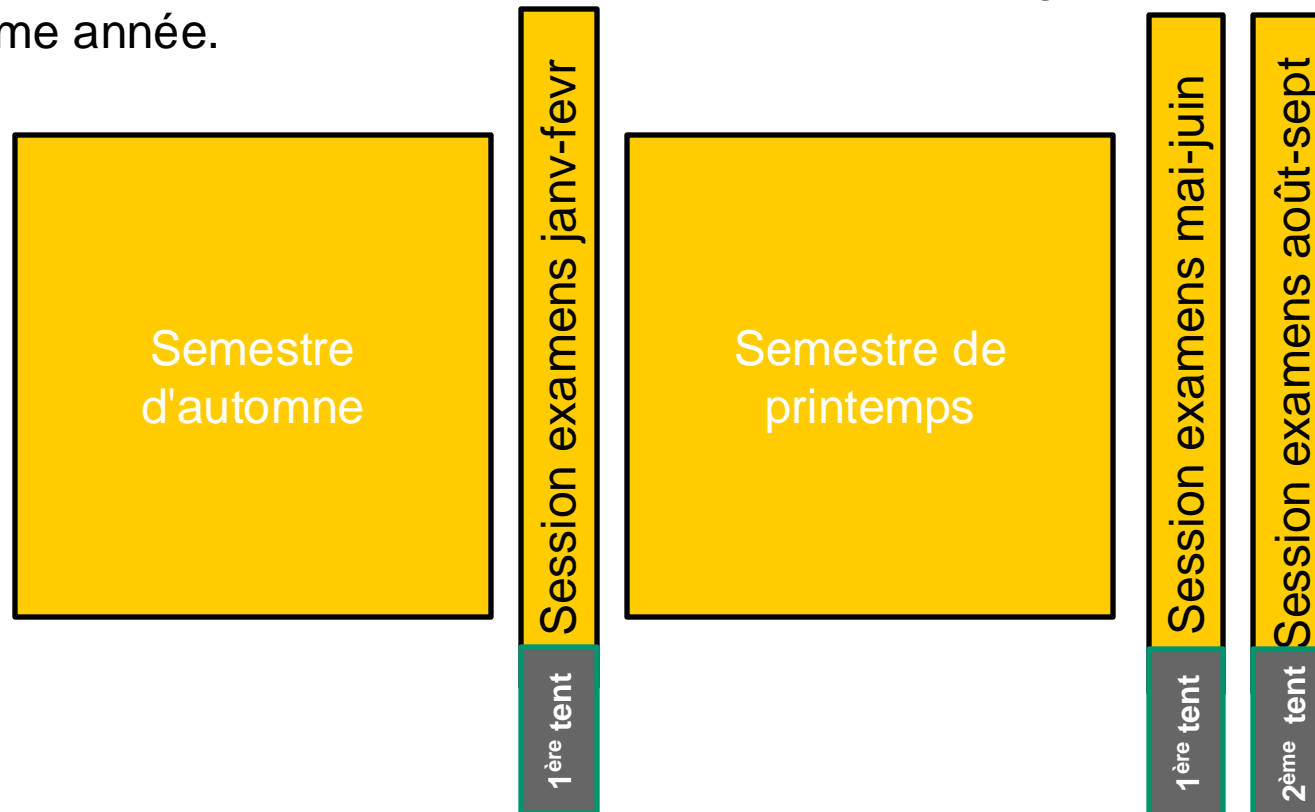 me année.
Semestre
d'automne
Session examens janv-fevr
1ère tent
Semestre de
printemps
Session examens mai-juin
1ère tent
Session examens août-sept
2ème tent